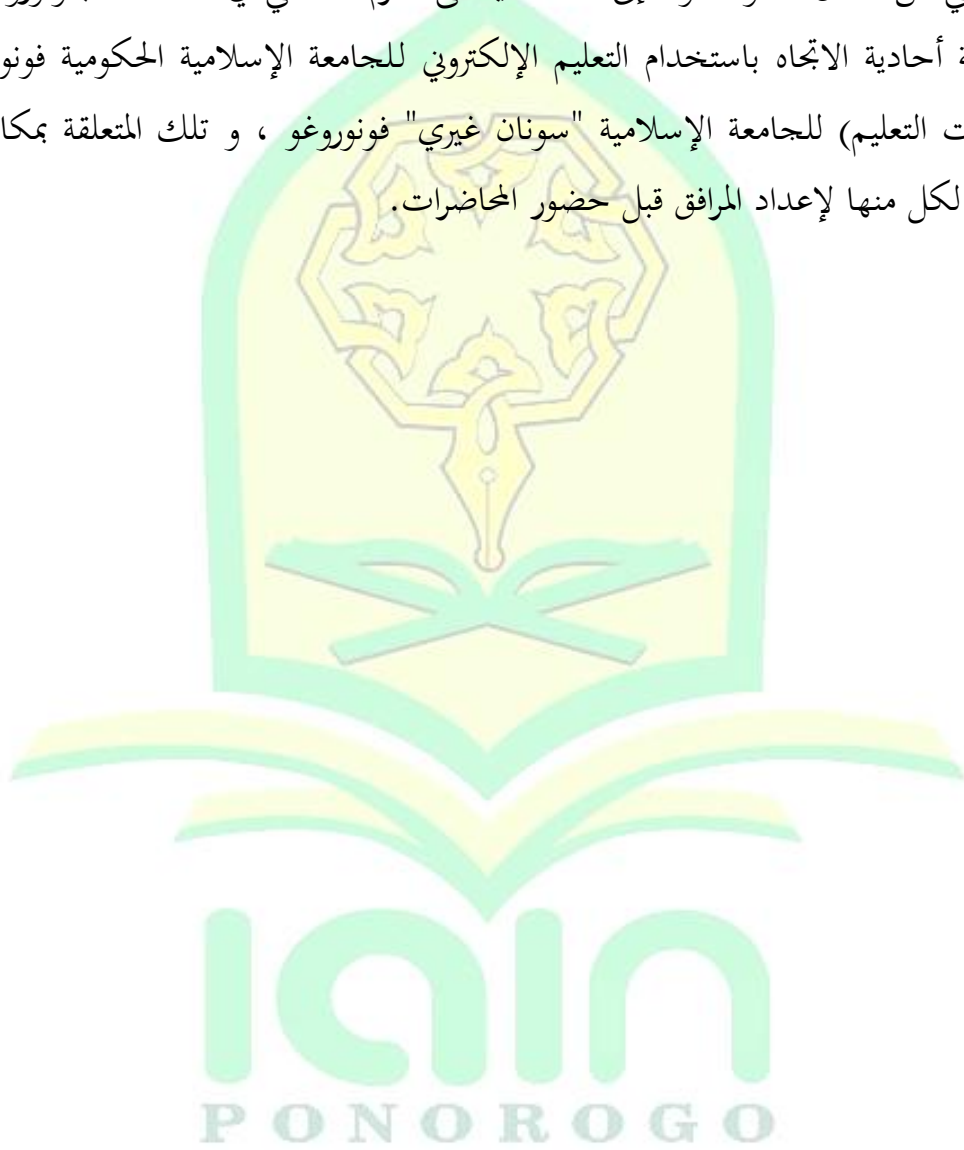 ة أحادية الاتجاه باستخدام التعليم الإلكتروني للجامعة الإسلامية الحكومية فونو
ت التعليم) للجامعة الإسلامية "سونان غيري" فونوروغو ، و تلك المتعلقة بمكا
لكل منها لإعداد المرافق قبل حضور المحاضرات.
iain
PONOROGO